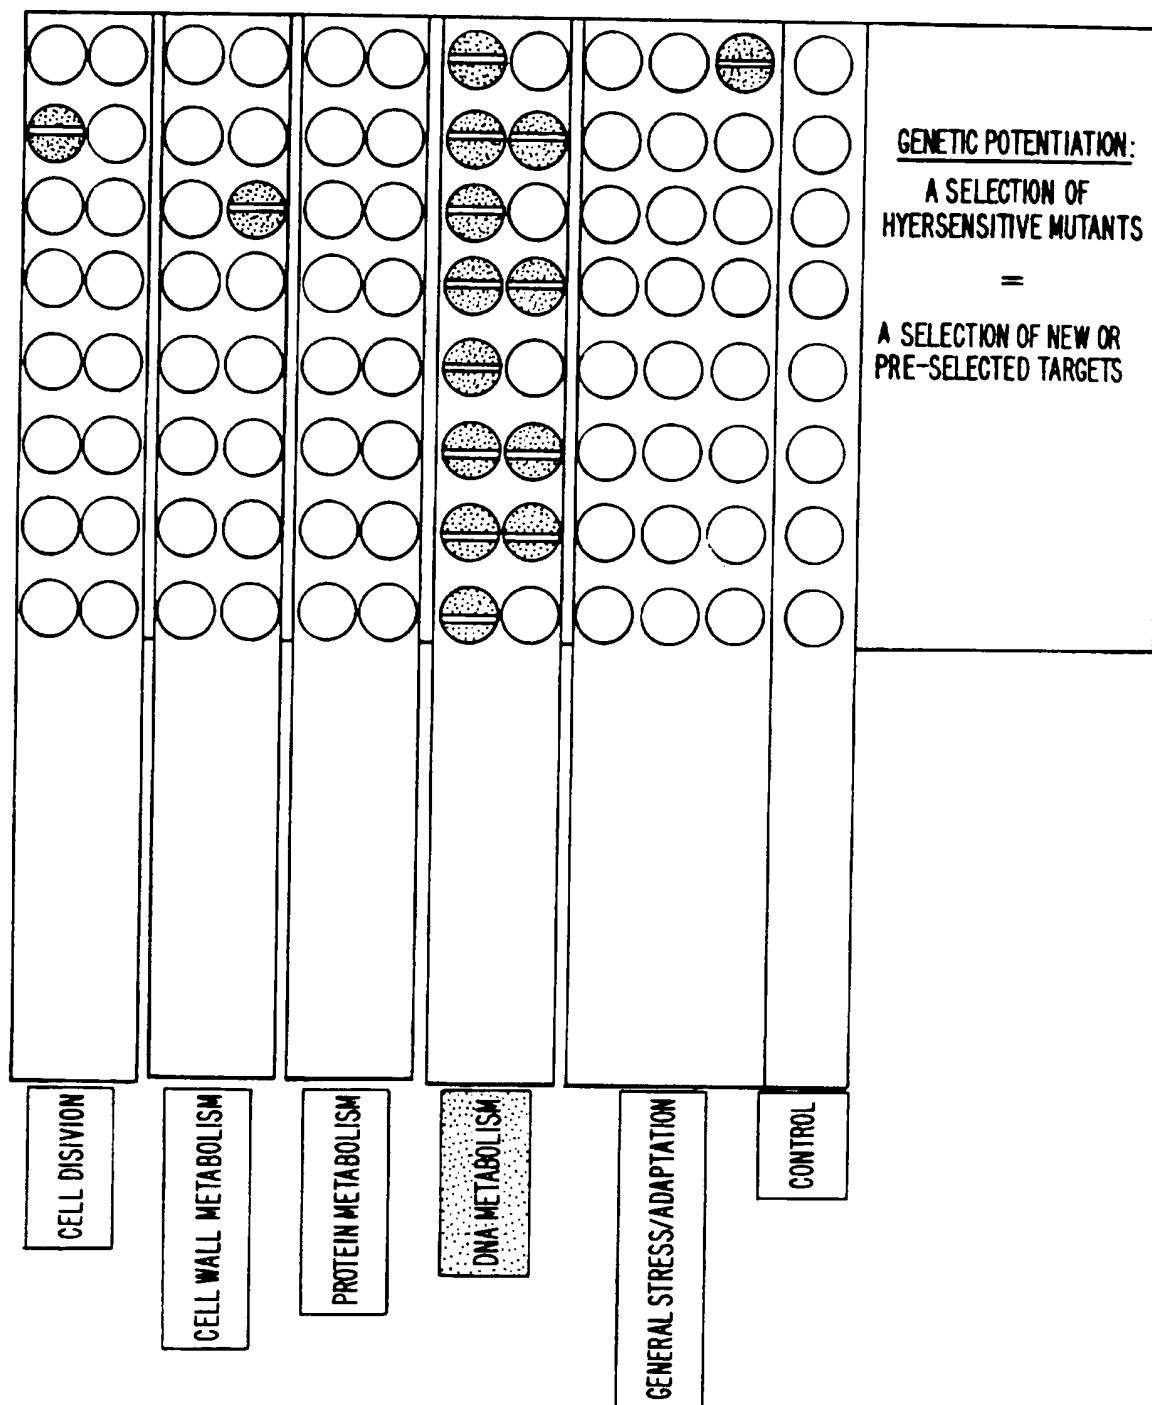 GENETIC POTENTIATION:
A SELECTION OF
HYERSENSITIVE MUTANTS
=
A SELECTION OF NEW OR
PRE-SELECTED TARGETS
CELL DISIVION
CELL WALL METABOLISM
PROTEIN METABOLISM
DNA METABOLISM
GENERAL STRESS/ADAPTATION
CONTROL